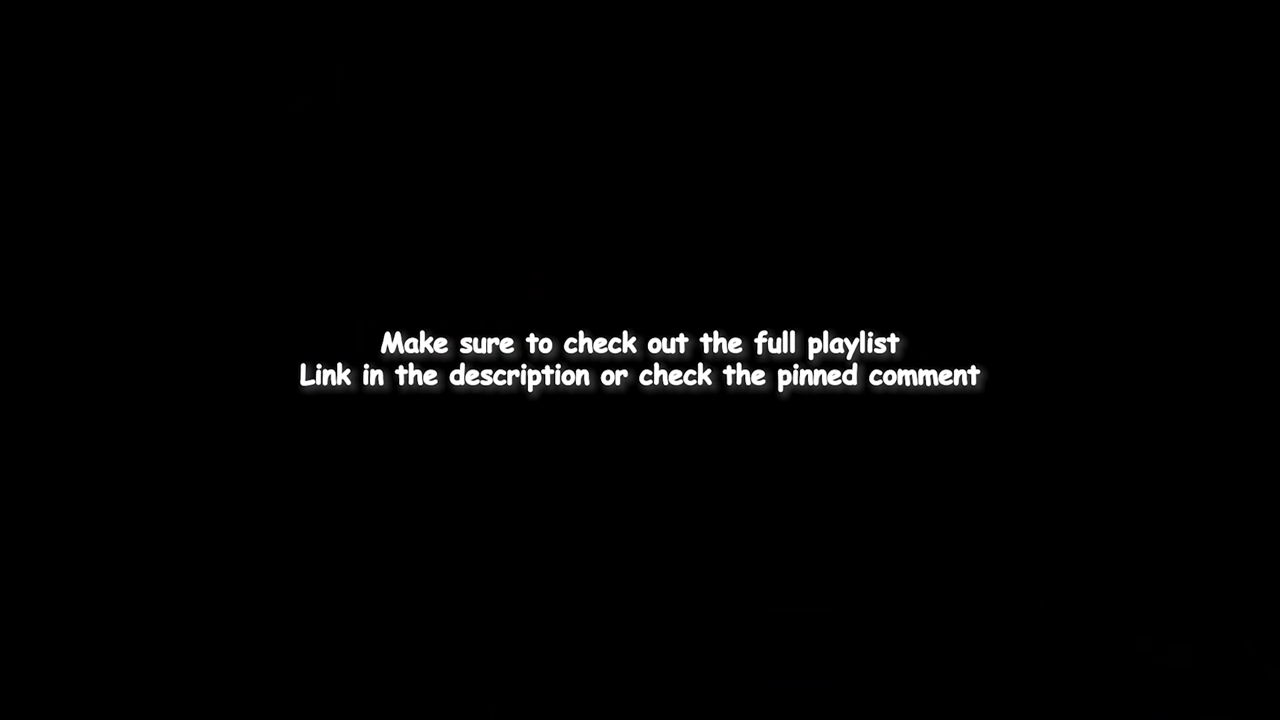 Make sure to check out the full playlist
Link in the description or check the pinned comment